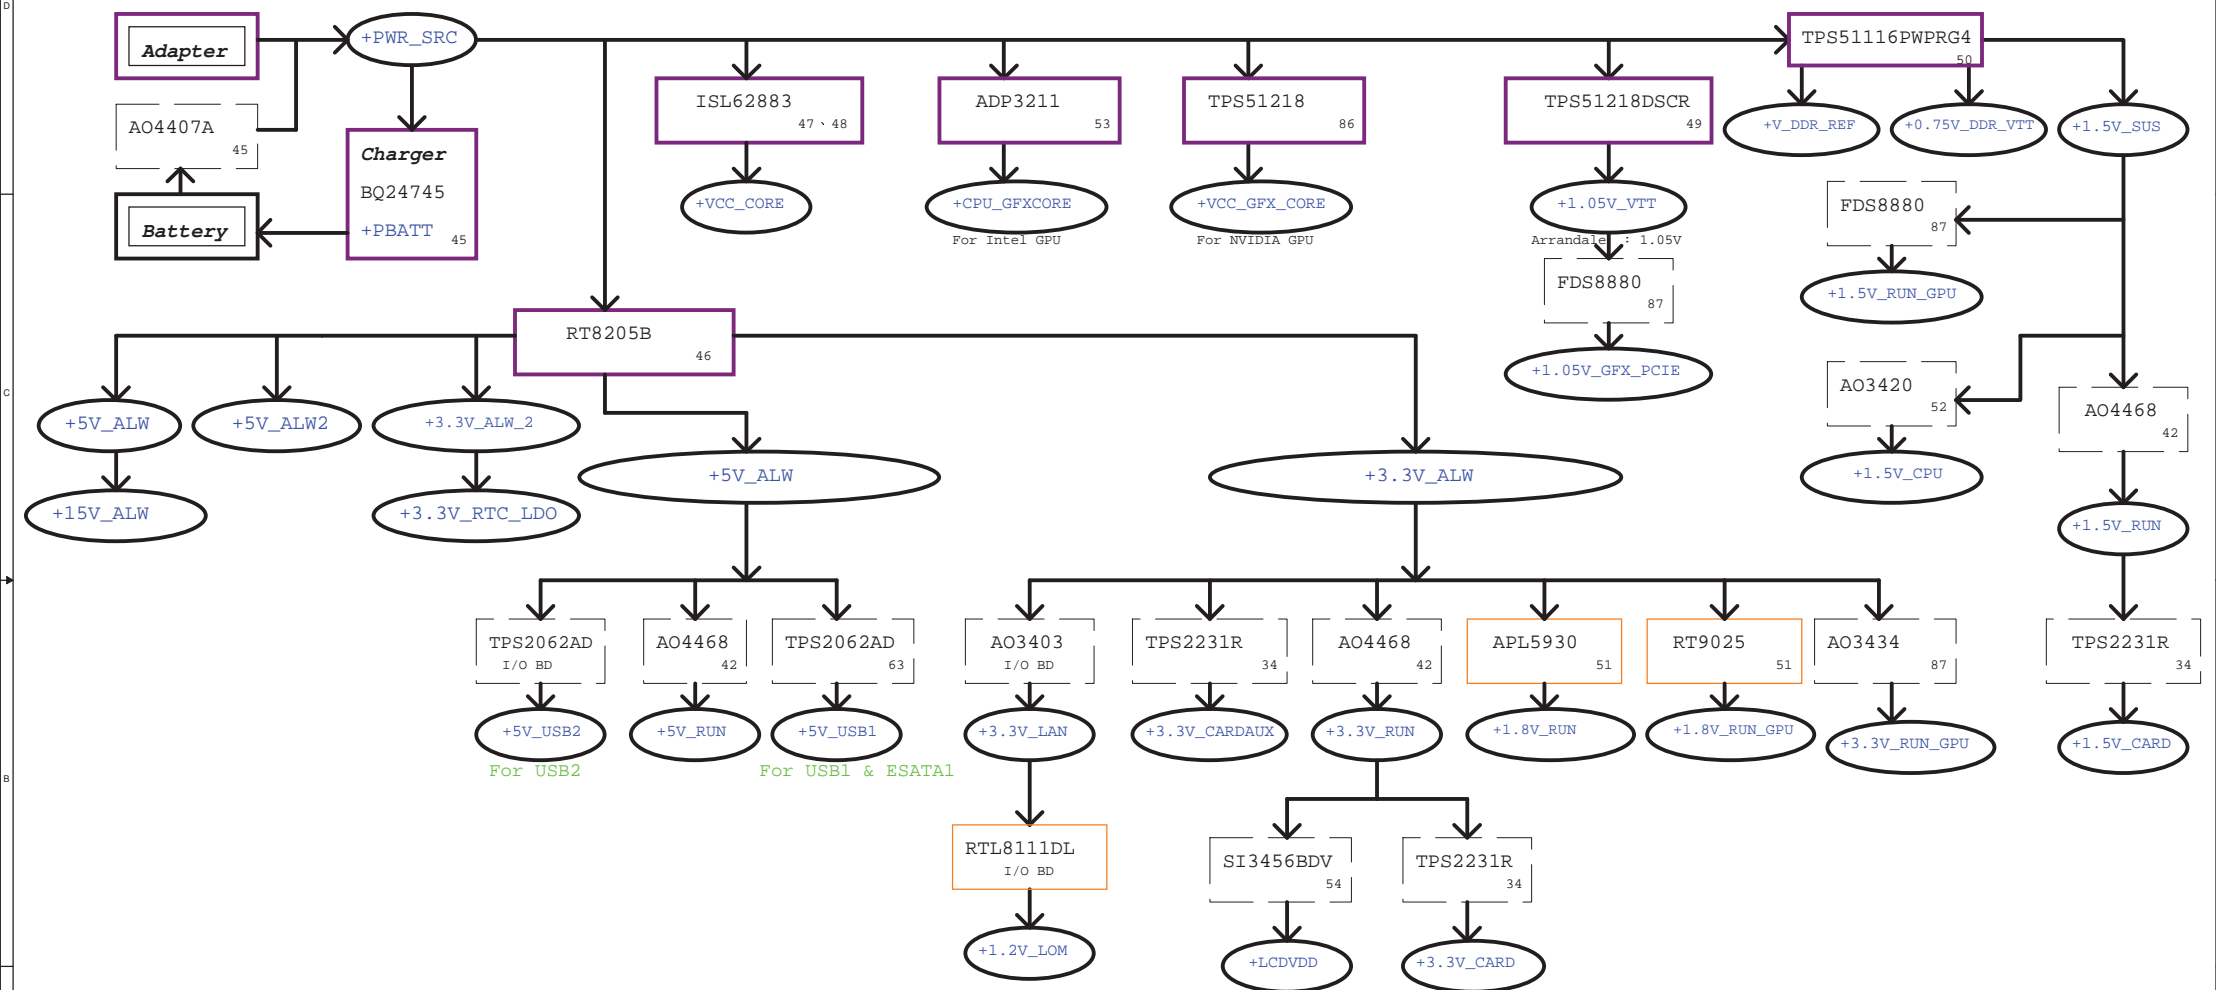 D
Adapter
+PWR_SRC
TPS51116PWPRG4
50
AO4407A
45
ISL62883
47、48
ADP3211
53
TPS51218
86
TPS51218DSCR
49
+V_DDR_REF
+0.75V_DDR_VTT
+1.5V_SUS
Charger
BQ24745
+PBATT
45
Battery
+VCC_CORE
+CPU_GFXCORE
For Intel GPU
+VCC_GFX_CORE
For NVIDIA GPU
+1.05V_VTT
Arrandale : 1.05V
FDS8880
87
FDS8880
87
+1.5V_RUN_GPU
RT8205B
46
+1.05V_GFX_PCIE
C
AO3420
52
AO4468
42
+5V_ALW
+5V_ALW2
+3.3V_ALW_2
+5V_ALW
+3.3V_ALW
+1.5V_CPU
+15V_ALW
+3.3V_RTC_LDO
+1.5V_RUN
TPS2062AD
I/O BD
AO4468
42
TPS2062AD
63
AO3403
I/O BD
TPS2231R
34
AO4468
42
APL5930
51
RT9025
51
AO3434
87
TPS2231R
34
+5V_USB2
+5V_RUN
+5V_USB1
+3.3V_LAN
+3.3V_CARDAUX
+3.3V_RUN
+1.8V_RUN
+1.8V_RUN_GPU
+3.3V_RUN_GPU
+1.5V_CARD
For USB2
For USB1 & ESATA1
B
RTL8111DL
I/O BD
SI3456BDV
54
TPS2231R
34
+1.2V_LOM
+LCDVDD
+3.3V_CARD